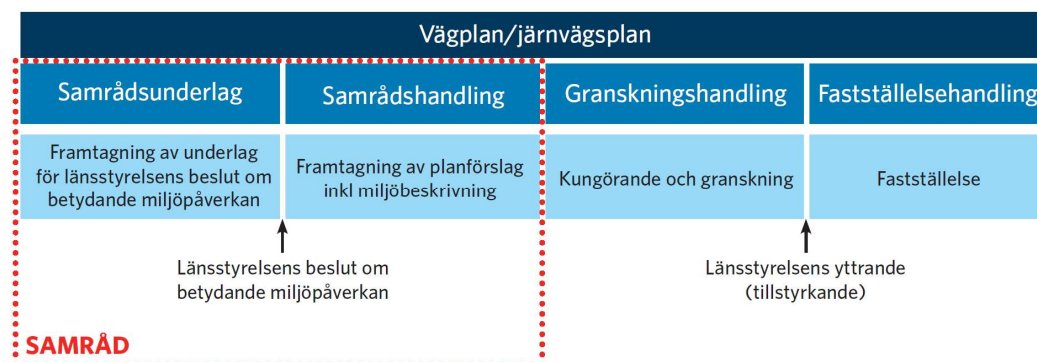 Vägplan/järnvägsplan
Samrådsunderlag
Samrådshandling
Granskningshandling
Fastställelsehandling
Framtagning av underlag
för länsstyrelsens beslut om
betydande miljöpåverkan
Framtagning av planförslag
inkl miljöbeskrivning
Kungörande och granskning
Fastställelse
Länsstyrelsens beslut om
betydande miljöpåverkan
Länsstyrelsens yttrande
(tillstyrkande)
SAMRÅD